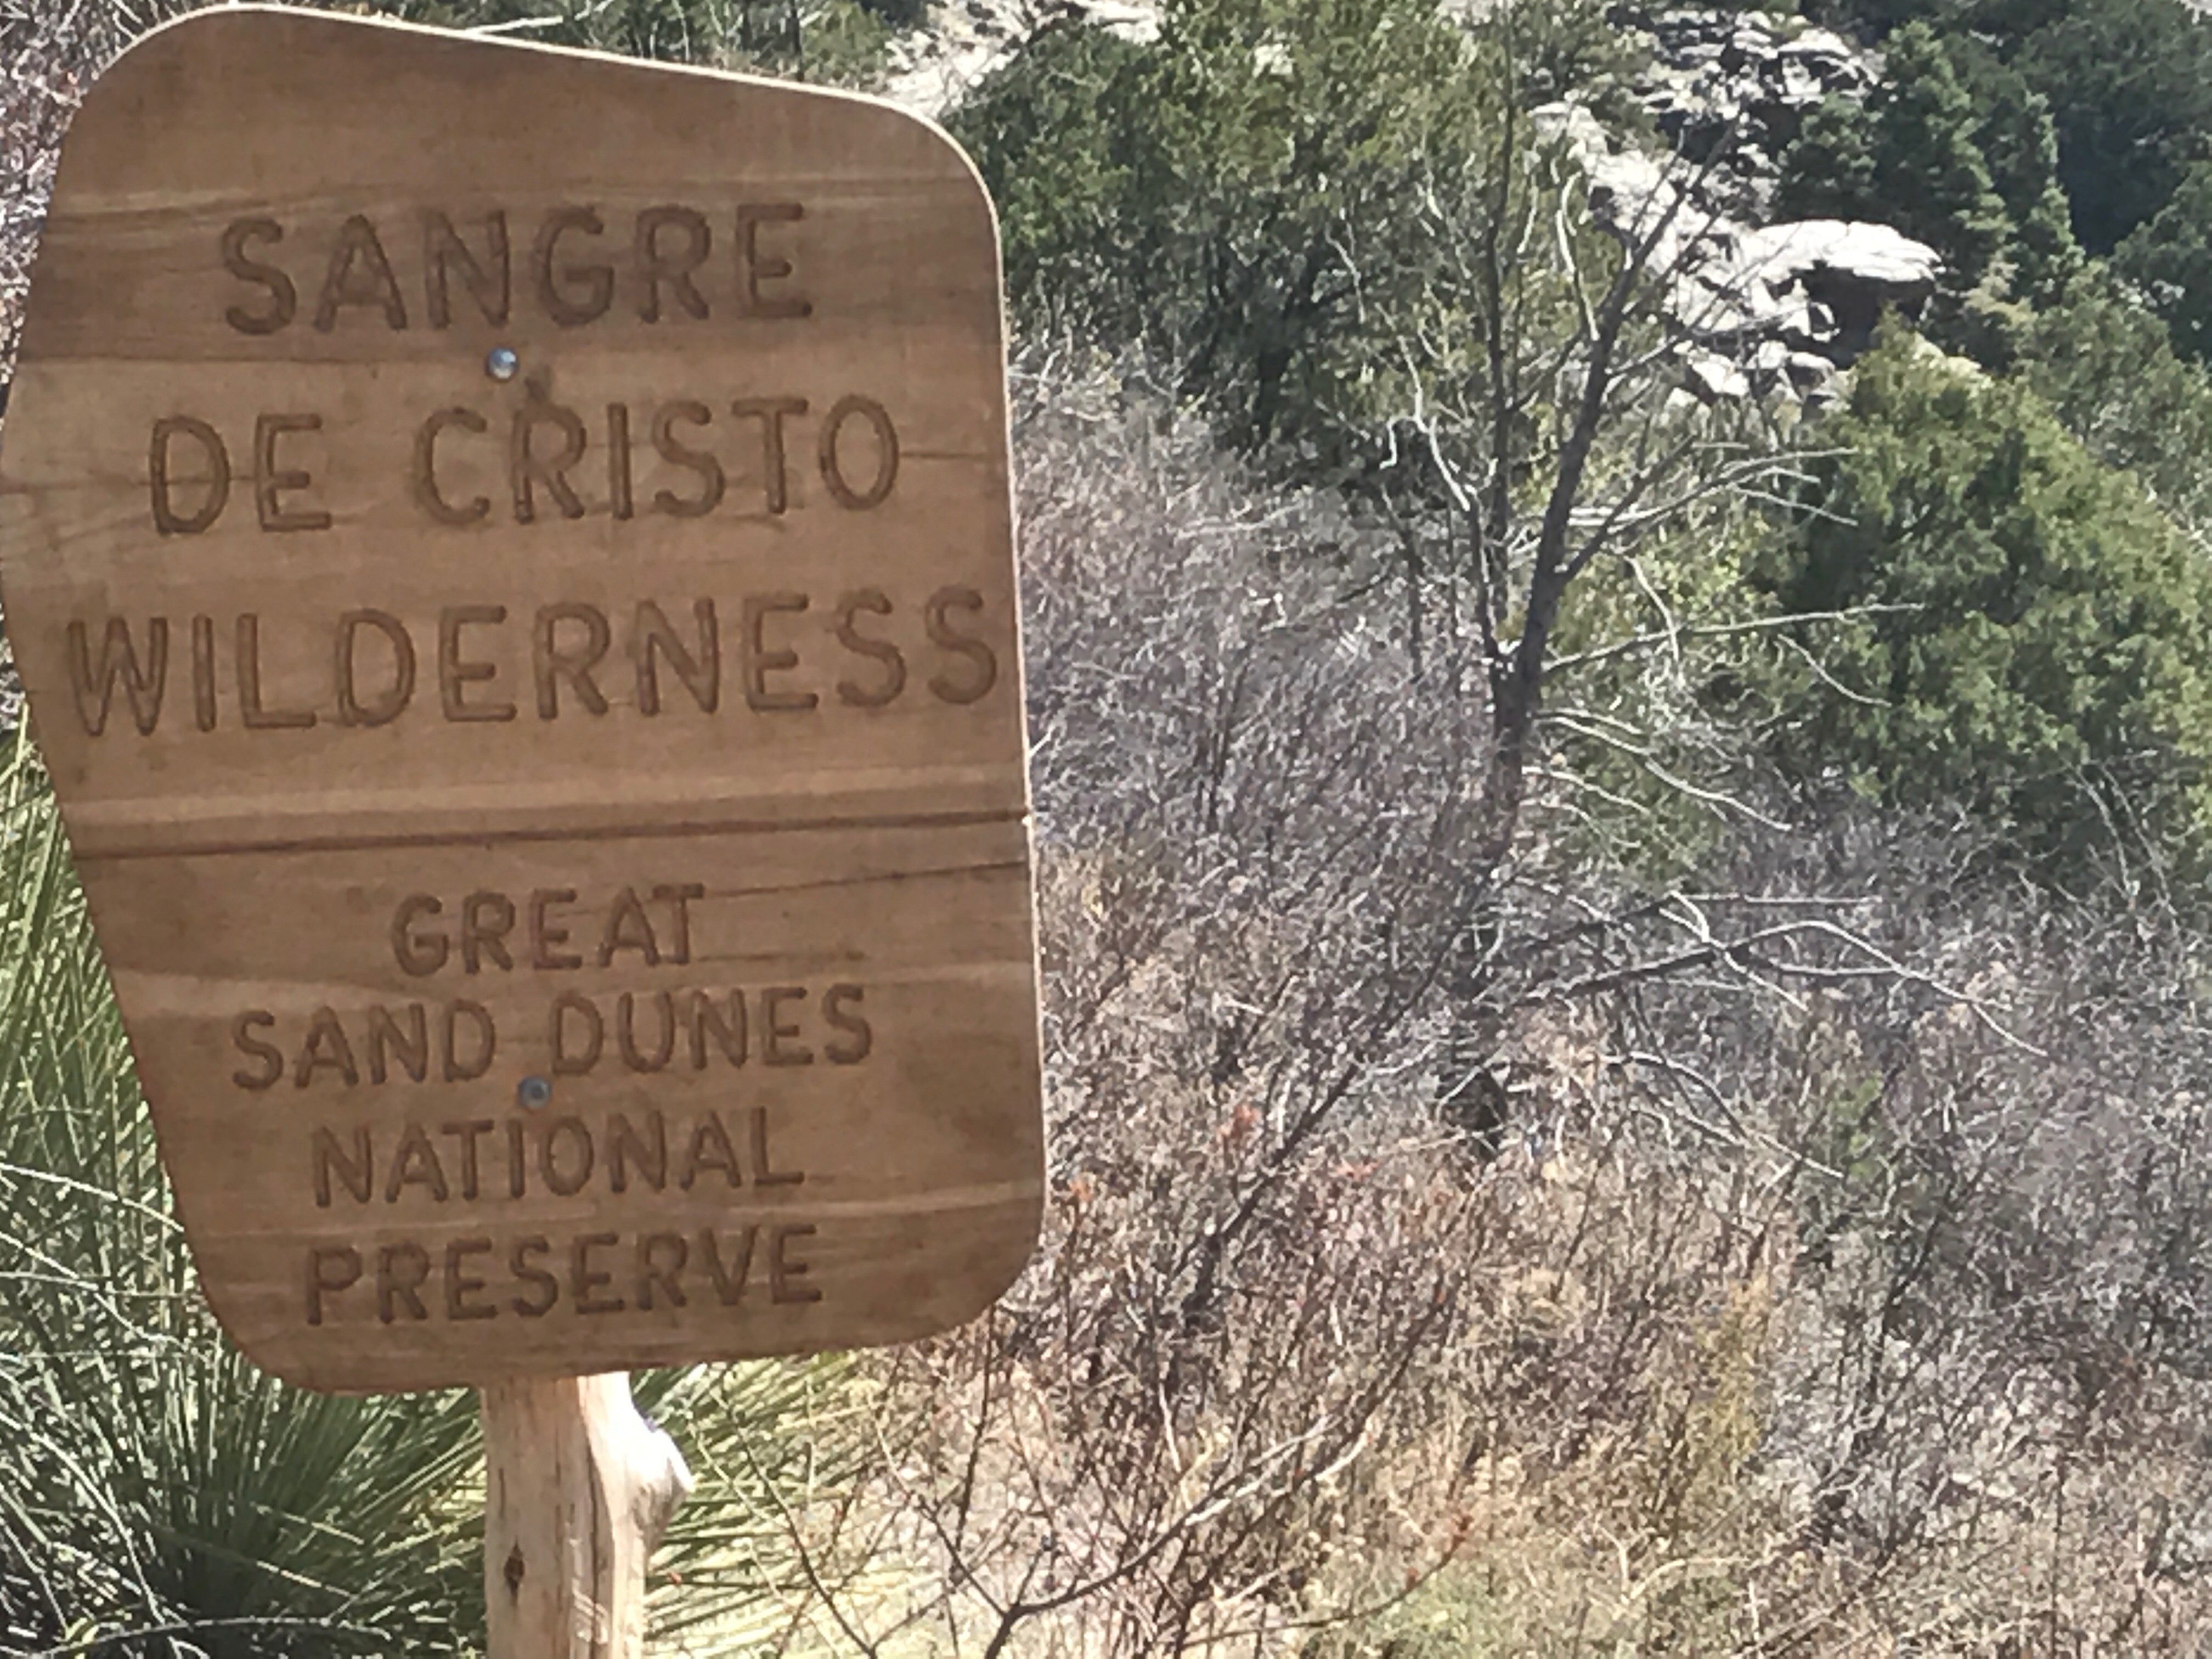 SANGRE
DE CRISTO
WILDERNESS
GREAT
SAND DUNES
NATIONAL
PRESERVE